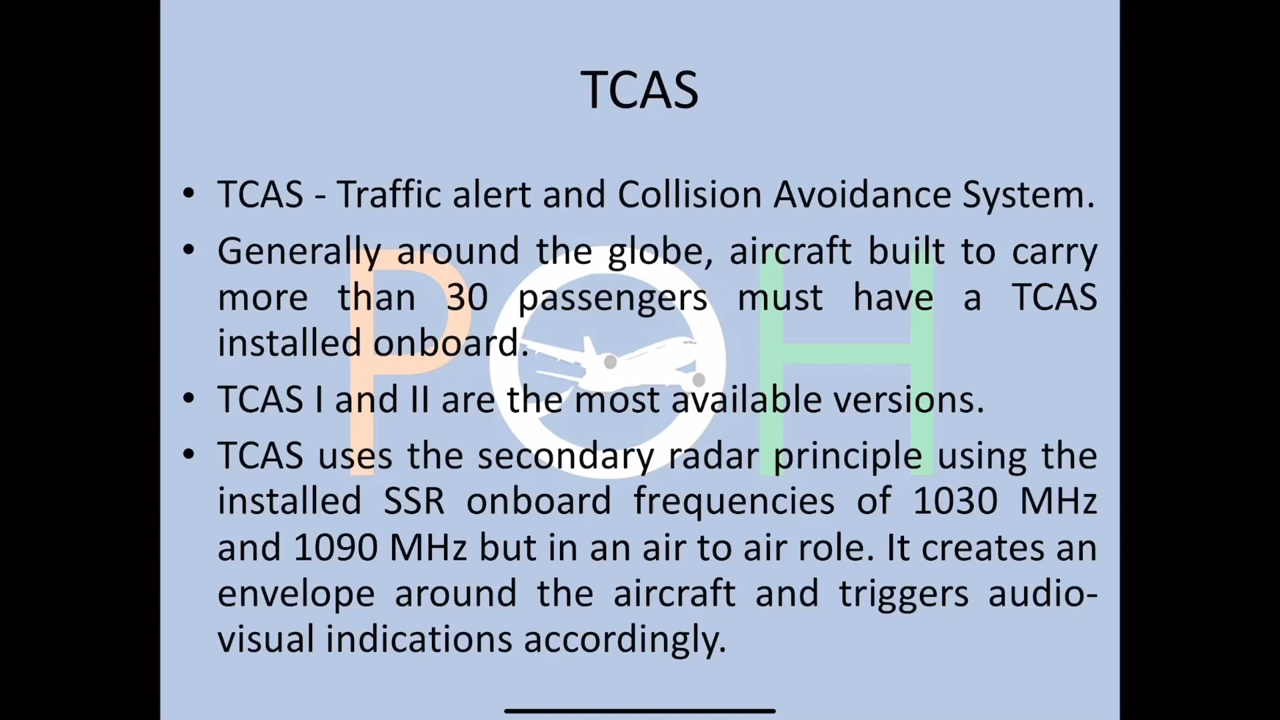 TCAS
• TCAS - Traffic alert and Collision Avoidance System.
• Generally around the globe, aircraft built to carry
more than 30 passengers must have a TCAS
installed onboard.
• TCAS I and II are the most available versions.
• TCAS uses the secondary radar principle using the
installed SSR onboard frequencies of 1030 MHz
and 1090 MHz but in an air to air role. It creates an
envelope around the aircraft and triggers audio-
visual indications accordingly.
POH